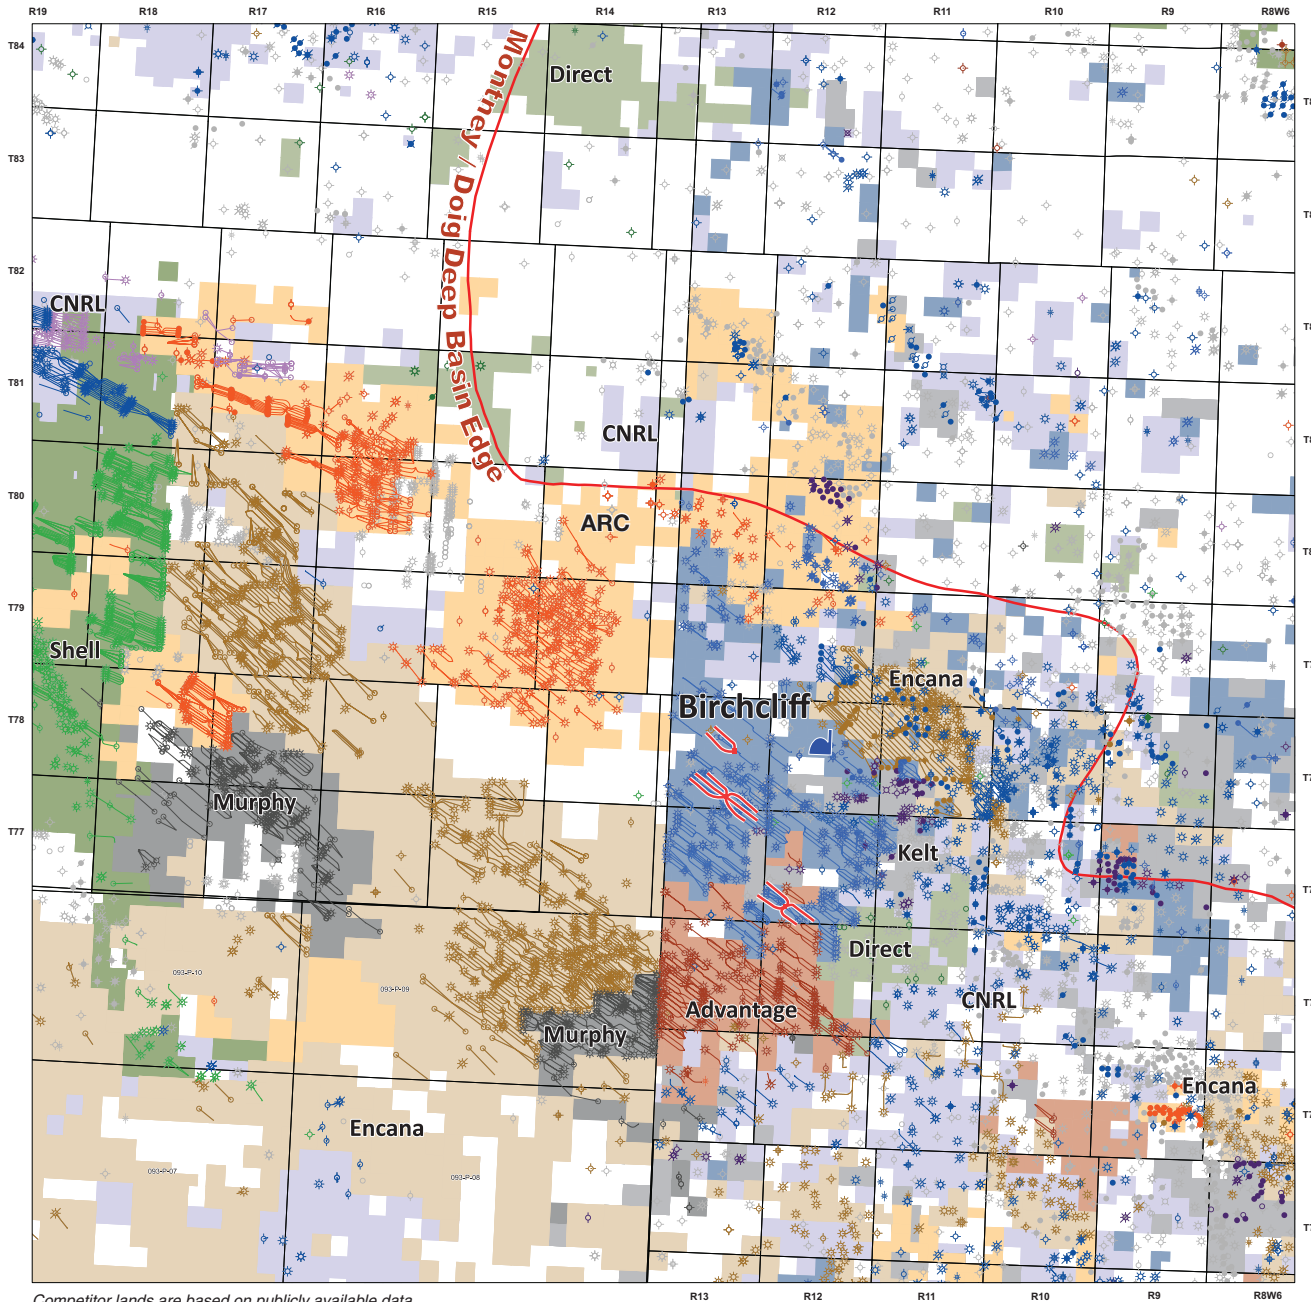 R19 R18 R17 R16 R15 R14 R13 R12 R11 R10 R9 R8W6
T84
T83
T82
T81
T80
T79
T78
T77
Montney / Doig Deep Basin Edge
Direct
CNRL
CNRL
ARC
Shell
Encana
Birchcliff
Murphy
Kelt
Direct
093-P-10
093-P-09
CNRL
Advantage
Murphy
Encana
Encana
093-P-07
093-P-08
R13 R12 R11 R10 R9 R8W6
Competitor lands are based on publicly available data